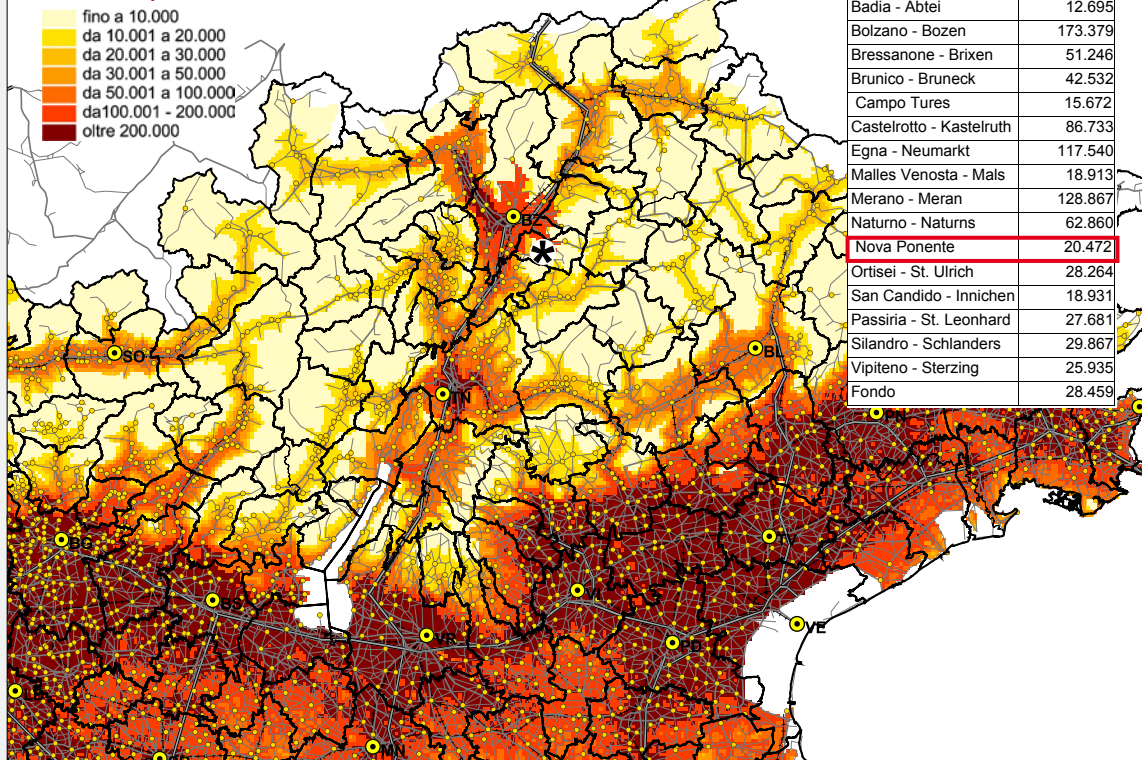 fino a 10.000
da 10.001 a 20.000
da 20.001 a 30.000
da 30.001 a 50.000
da 50.001 a 100.000
da100.001 - 200.000
oltre 200.000
Badia - Abtei 12.695
Bolzano - Bozen 173.379
Bressanone - Brixen 51.246
Brunico - Bruneck 42.532
Campo Tures 15.672
Castelrotto - Kastelruth 86.733
Egna - Neumarkt 117.540
Malles Venosta - Mals 18.913
Merano - Meran 128.867
Naturno - Naturns 62.860
Nova Ponente 20.472
Ortisei - St. Ulrich 28.264
San Candido - Innichen 18.931
Passiria - St. Leonhard 27.681
Silandro - Schlanders 29.867
Vipiteno - Sterzing 25.935
Fondo 28.459
BZ
*
SO
BL
TN
PN
BG
TV
BS
VI
VR
PD
VE
MN